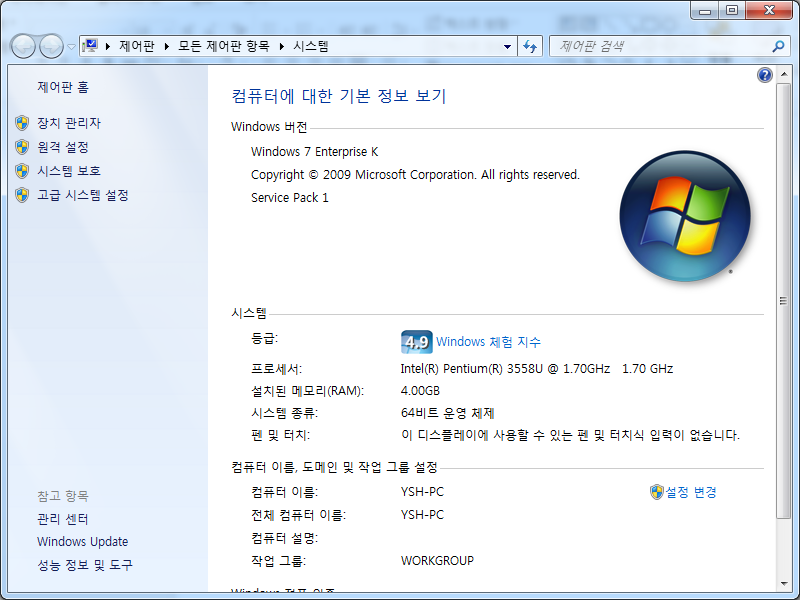 제어판 ▸ 모든 제어판 항목 ▸ 시스템
제어판 검색
제어판 홈
장치 관리자
원격 설정
시스템 보호
고급 시스템 설정
컴퓨터에 대한 기본 정보 보기
Windows 버전
Windows 7 Enterprise K
Copyright © 2009 Microsoft Corporation. All rights reserved.
Service Pack 1
시스템
등급: 4.9 Windows 체험 지수
프로세서: Intel(R) Pentium(R) 3558U @ 1.70GHz 1.70 GHz
설치된 메모리(RAM): 4.00GB
시스템 종류: 64비트 운영 체제
펜 및 터치: 이 디스플레이에 사용할 수 있는 펜 및 터치식 입력이 없습니다.
컴퓨터 이름, 도메인 및 작업 그룹 설정
컴퓨터 이름: YSH-PC 설정 변경
전체 컴퓨터 이름: YSH-PC
컴퓨터 설명:
작업 그룹: WORKGROUP
참고 항목
관리 센터
Windows Update
성능 정보 및 도구
Windows